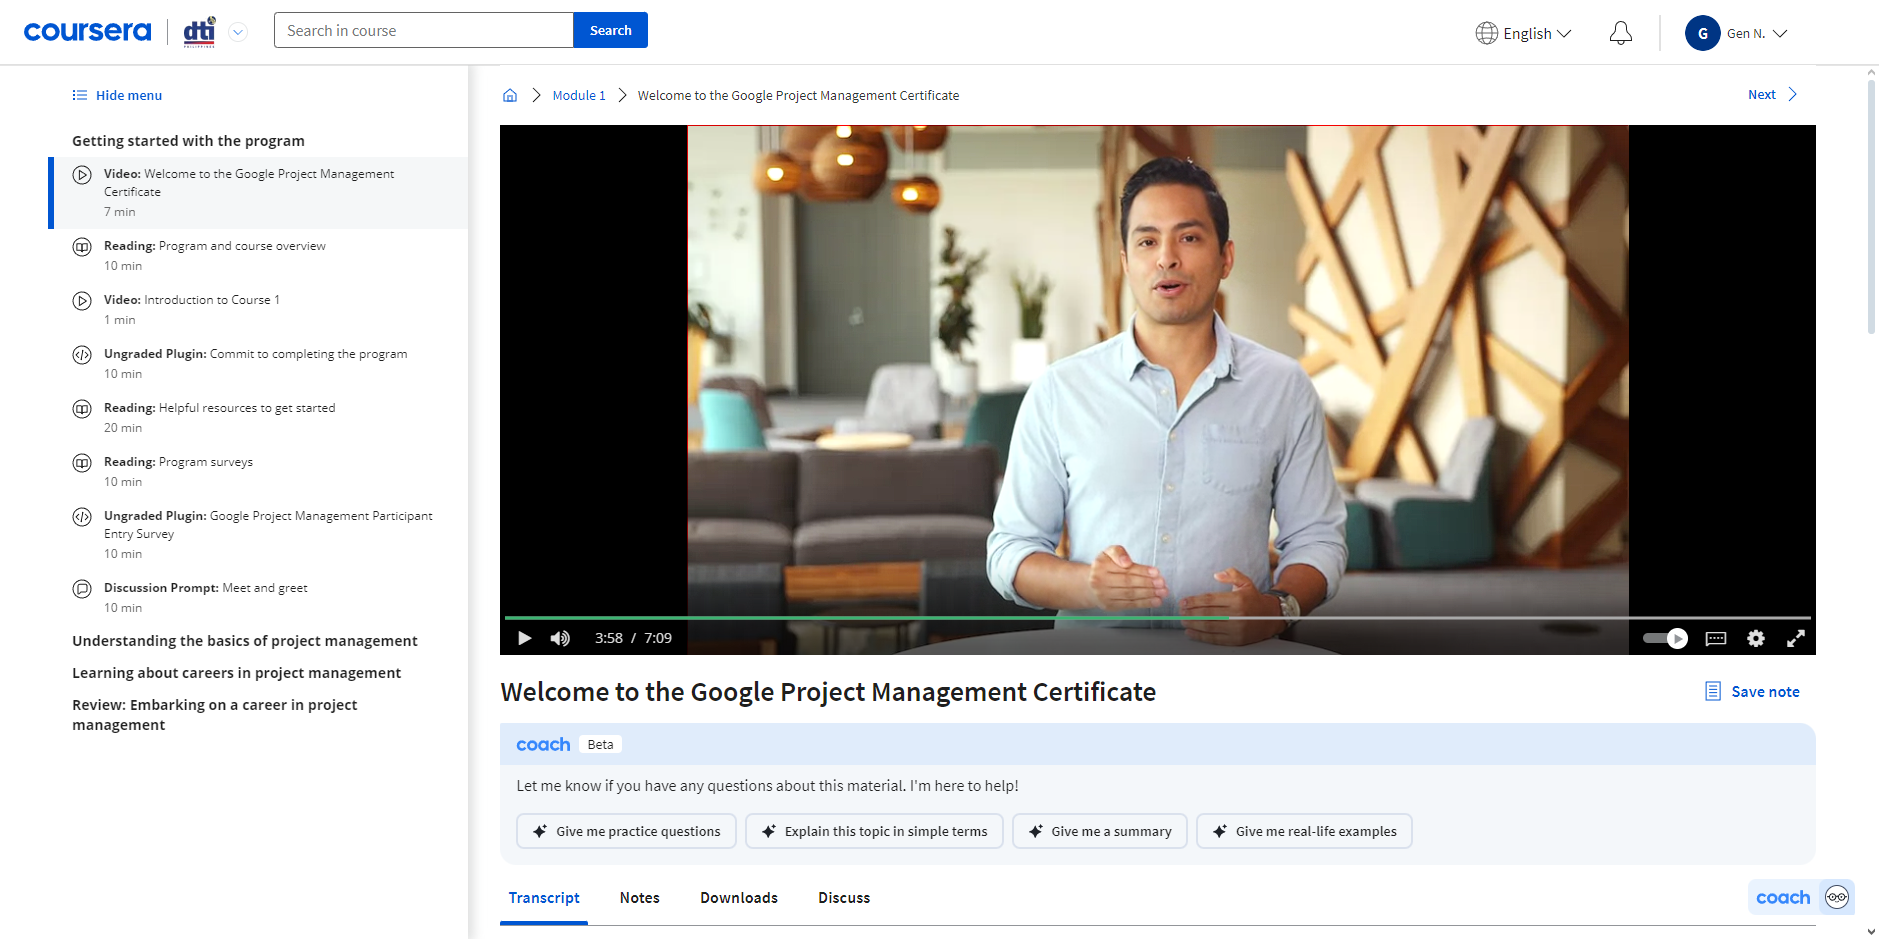 coursera
dti
PHILIPPINES
Search in course
Search
English
G
Gen N.
Hide menu
Getting started with the program
Video: Welcome to the Google Project Management
Certificate
7 min
Reading: Program and course overview
10 min
Video: Introduction to Course 1
1 min
Ungraded Plugin: Commit to completing the program
10 min
Reading: Helpful resources to get started
20 min
Reading: Program surveys
10 min
Ungraded Plugin: Google Project Management Participant
Entry Survey
10 min
Discussion Prompt: Meet and greet
10 min
Understanding the basics of project management
Learning about careers in project management
Review: Embarking on a career in project
management
Module 1
Welcome to the Google Project Management Certificate
Next
3:58 / 7:09
Welcome to the Google Project Management Certificate
Save note
coach Beta
Let me know if you have any questions about this material. I'm here to help!
Give me practice questions
Explain this topic in simple terms
Give me a summary
Give me real-life examples
Transcript
Notes
Downloads
Discuss
coach